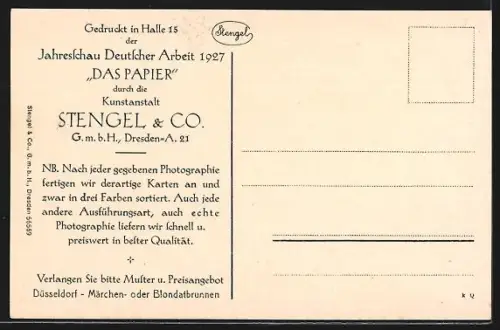 Gedruckt in Halle 15
der
Jahresschau Deutscher Arbeit 1927
„DAS PAPIER“
durch die
Kunstanstalt
STENGEL & CO.
G. m. b. H., Dresden=A. 21
NB. Nach jeder gegebenen Photographie
fertigen wir derartige Karten an und
zwar in drei Farben sortiert. Auch jede
andere Ausführungsart, auch echte
Photographie liefern wir schnell u.
preiswert in bester Qualität.
Verlangen Sie bitte Muster u. Preisangebot
Düsseldorf - Märchen- oder Blondatbrunnen
Stengel & Co., G. m. b. H., Dresden 56569
Stengel